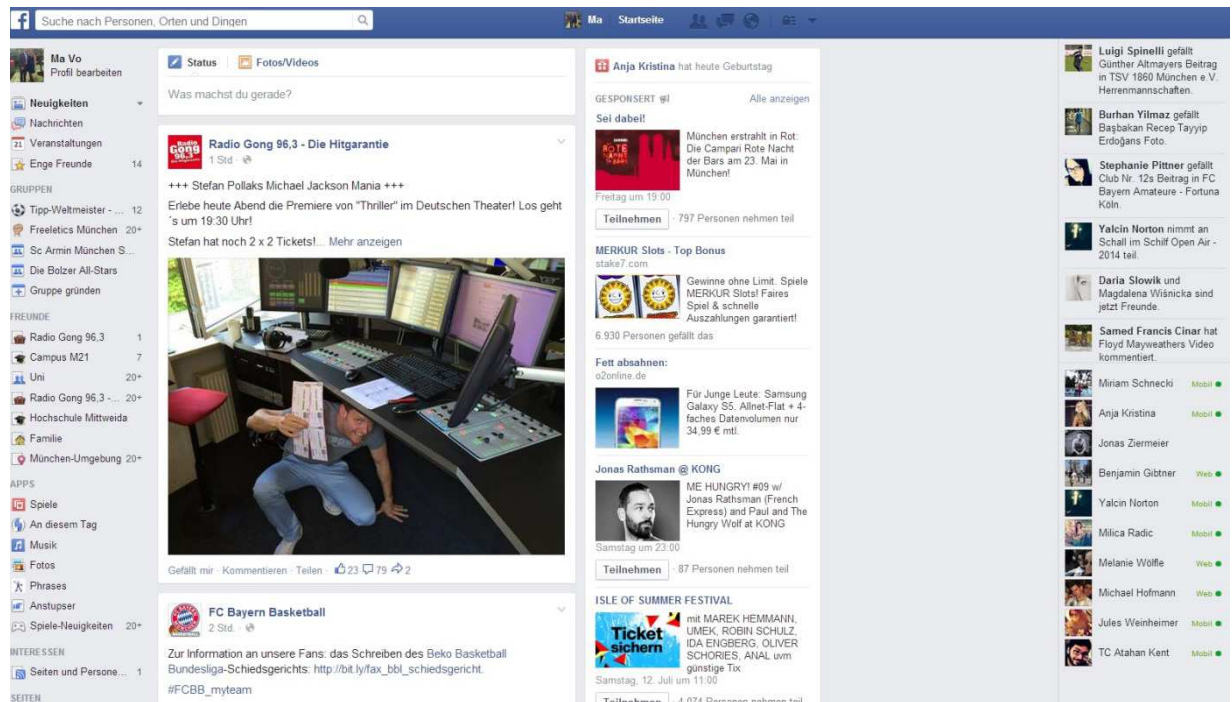 Suche nach Personen, Orten und Dingen
Ma Startseite
Ma Vo
Profil bearbeiten
Neuigkeiten
Nachrichten
Veranstaltungen
Enge Freunde 14
GRUPPEN
Tipp-Weltmeister - ... 12
Freeletics München 20+
Sc Armin München S...
Die Bolzer All-Stars
Gruppe gründen
FREUNDE
Radio Gong 96,3 1
Campus M21 7
Uni 20+
Radio Gong 96,3 -... 20+
Hochschule Mittweida
Familie
München-Umgebung 20+
APPS
Spiele
An diesem Tag
Musik
Fotos
Phrases
Anstupser
Spiele-Neuigkeiten 20+
INTERESSEN
Seiten und Persone... 1
SEITEN
Status Fotos/Videos
Was machst du gerade?
Radio Gong 96,3 - Die Hitgarantie
1 Std ·
+++ Stefan Pollaks Michael Jackson Mania +++
Erlebe heute Abend die Premiere von "Thriller" im Deutschen Theater! Los geht
´s um 19:30 Uhr!
Stefan hat noch 2 x 2 Tickets!... Mehr anzeigen
Gefällt mir · Kommentieren · Teilen · 23 79 2
FC Bayern Basketball
2 Std. ·
Zur Information an unsere Fans: das Schreiben des Beko Basketball
Bundesliga-Schiedsgerichts: http://bit.ly/fax_bbl_schiedsgericht.
#FCBB_myteam
Anja Kristina hat heute Geburtstag
GESPONSERT Alle anzeigen
Sei dabei!
ROTE
NACHT
München erstrahlt in Rot:
Die Campari Rote Nacht
der Bars am 23. Mai in
München!
Freitag um 19:00
Teilnehmen · 797 Personen nehmen teil
MERKUR Slots - Top Bonus
stake7.com
Gewinne ohne Limit. Spiele
MERKUR Slots! Faires
Spiel & schnelle
Auszahlungen garantiert!
6.930 Personen gefällt das
Fett absahnen:
o2online.de
Für Junge Leute: Samsung
Galaxy S5, Allnet-Flat + 4-
faches Datenvolumen nur
34,99 € mtl.
Jonas Rathsman @ KONG
ME HUNGRY! #09 w/
Jonas Rathsman (French
Express) and Paul and The
Hungry Wolf at KONG
Samstag um 23:00
Teilnehmen · 87 Personen nehmen teil
ISLE OF SUMMER FESTIVAL
Ticket
sichern
mit MAREK HEMMANN,
UMEK, ROBIN SCHULZ,
IDA ENGBERG, OLIVER
SCHORIES, ANAL uvm
günstige Tix
Samstag, 12. Juli um 11:00
Teilnehmen · 4.074 Personen nehmen teil
Luigi Spinelli gefällt
Günther Altmayers Beitrag
in TSV 1860 München e.V.
Herrenmannschaften.
Burhan Yilmaz gefällt
Başbakan Recep Tayyip
Erdoğans Foto.
Stephanie Pittner gefällt
Club Nr. 12s Beitrag in FC
Bayern Amateure - Fortuna
Köln.
Yalcin Norton nimmt an
Schall im Schilf Open Air -
2014 teil.
Daria Slowik und
Magdalena Wiśnicka sind
jetzt Freunde.
Samed Francis Cinar hat
Floyd Mayweathers Video
kommentiert.
Miriam Schnecki Mobil
Anja Kristina Mobil
Jonas Ziermeier
Benjamin Gibtner Web
Yalcin Norton Mobil
Milica Radic Mobil
Melanie Wölfle Web
Michael Hofmann Web
Jules Weinheimer Mobil
TC Atahan Kent Mobil